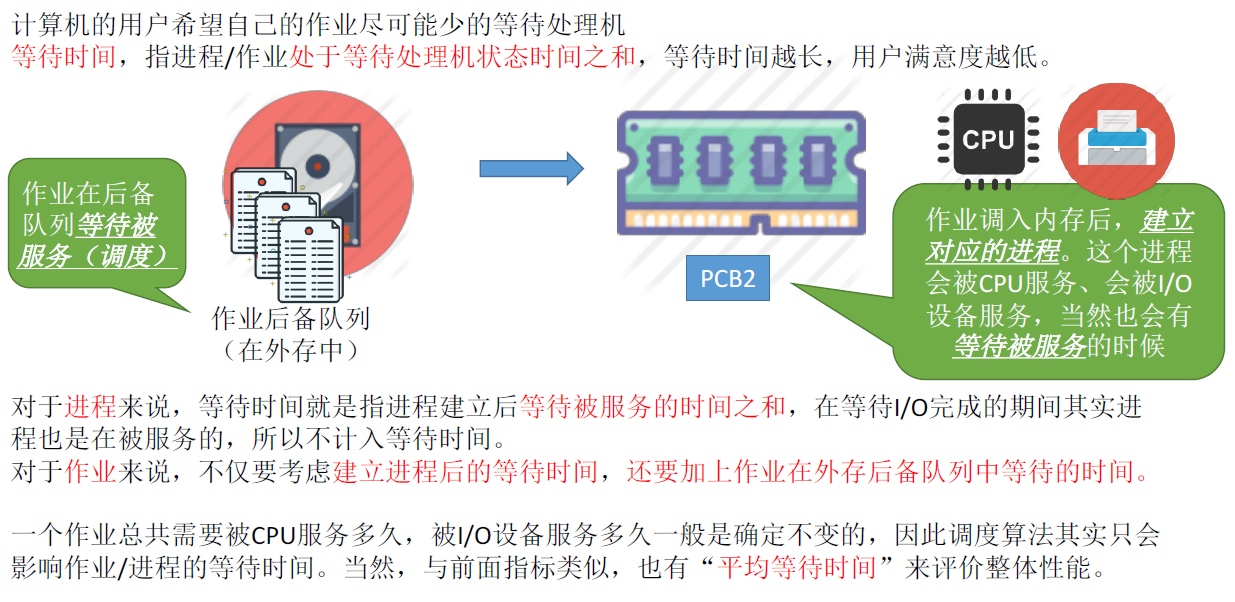 计算机的用户希望自己的作业尽可能少的等待处理机
等待时间，指进程/作业处于等待处理机状态时间之和，等待时间越长，用户满意度越低。
作业在后备
队列等待被
服务（调度）
作业后备队列
（在外存中）
PCB2
CPU
作业调入内存后，建立
对应的进程。这个进程
会被CPU服务、会被I/O
设备服务，当然也会有
等待被服务的时候
对于进程来说，等待时间就是指进程建立后等待被服务的时间之和，在等待I/O完成的期间其实进
程也是在被服务的，所以不计入等待时间。
对于作业来说，不仅要考虑建立进程后的等待时间，还要加上作业在外存后备队列中等待的时间。
一个作业总共需要被CPU服务多久，被I/O设备服务多久一般是确定不变的，因此调度算法其实只会
影响作业/进程的等待时间。当然，与前面指标类似，也有“平均等待时间”来评价整体性能。